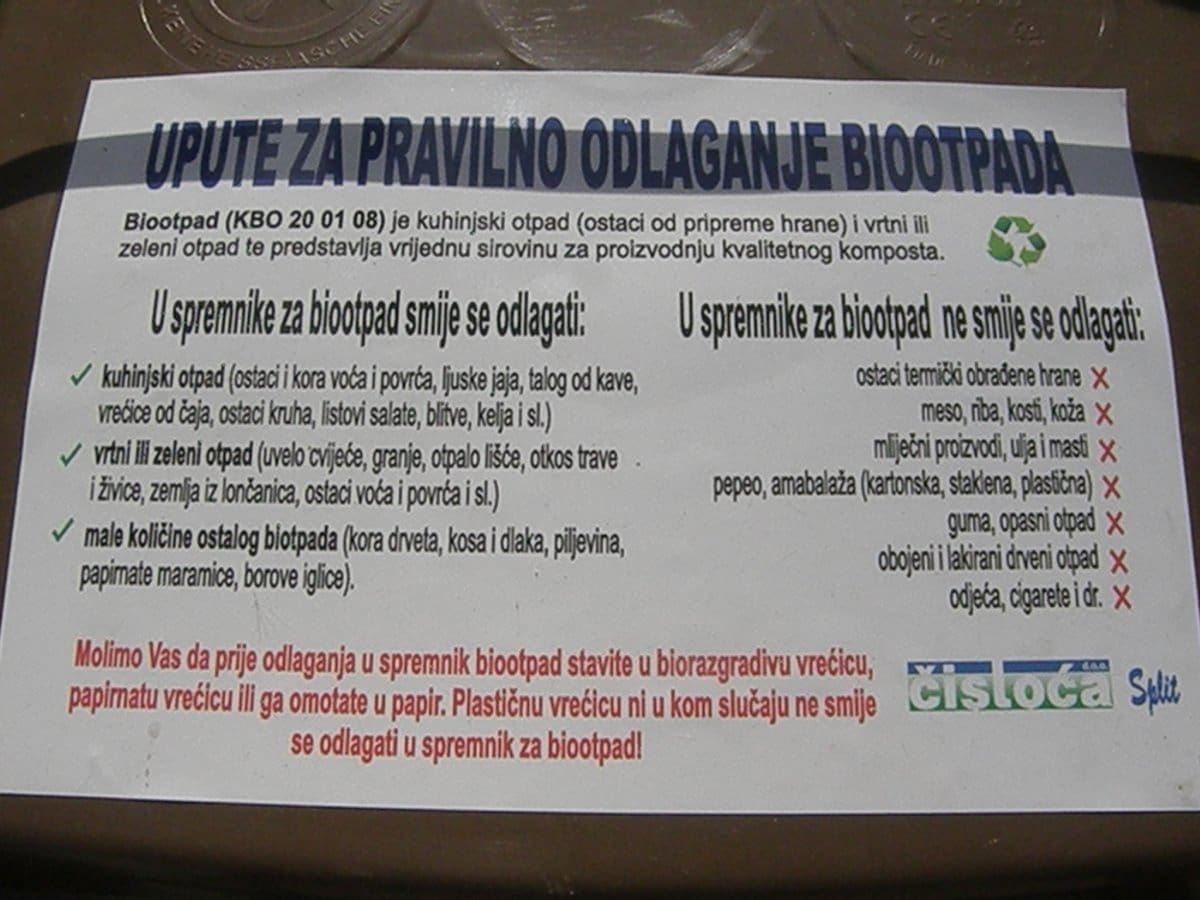 UPUTE ZA PRAVILNO ODLAGANJE BIOOTPADA
Biootpad (KBO 20 01 08) je kuhinjski otpad (ostaci od pripreme hrane) i vrtni ili
zeleni otpad te predstavlja vrijednu sirovinu za proizvodnju kvalitetnog komposta.
U spremnike za biootpad smije se odlagati:
✓ kuhinjski otpad (ostaci i kora voća i povrća, ljuske jaja, talog od kave,
vrećice od čaja, ostaci kruha, listovi salate, blitve, kelja i sl.)
✓ vrtni ili zeleni otpad (uvelo cvijeće, granje, otpalo lišće, otkos trave
i živice, zemlja iz lončanica, ostaci voća i povrća i sl.)
✓ male količine ostalog biotpada (kora drveta, kosa i dlaka, piljevina,
papirnate maramice, borove iglice).
U spremnike za biootpad ne smije se odlagati:
ostaci termički obrađene hrane X
meso, riba, kosti, koža X
mliječni proizvodi, ulja i masti X
pepeo, amabalaža (kartonska, staklena, plastična) X
guma, opasni otpad X
obojeni i lakirani drveni otpad X
odjeća, cigarete i dr. X
Molimo Vas da prije odlaganja u spremnik biootpad stavite u biorazgradivu vrećicu,
papirnatu vrećicu ili ga omotate u papir. Plastičnu vrećicu ni u kom slučaju ne smije
se odlagati u spremnik za biootpad!
čistoća d.o.o. Split